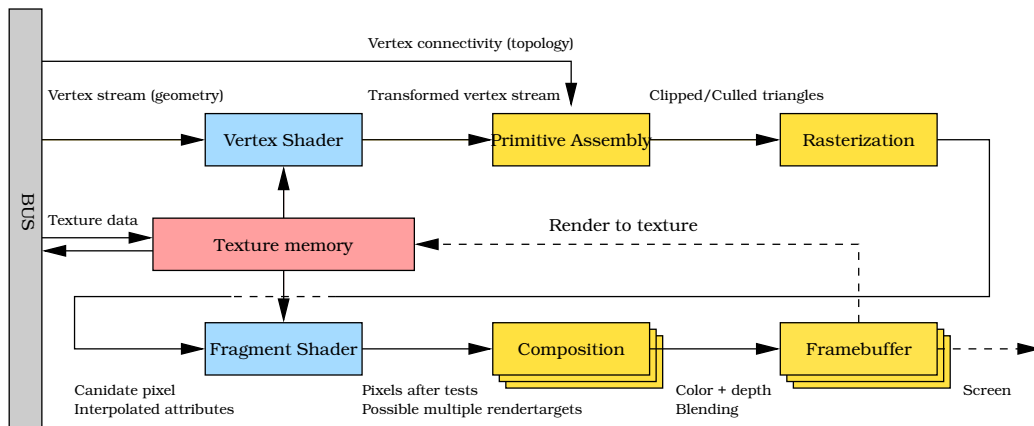 Vertex connectivity (topology)
Vertex stream (geometry)
Transformed vertex stream
Clipped/Culled triangles
Vertex Shader
Primitive Assembly
Rasterization
BUS
Texture data
Texture memory
Render to texture
Fragment Shader
Composition
Framebuffer
Canidate pixel
Interpolated attributes
Pixels after tests
Possible multiple rendertargets
Color + depth
Blending
Screen